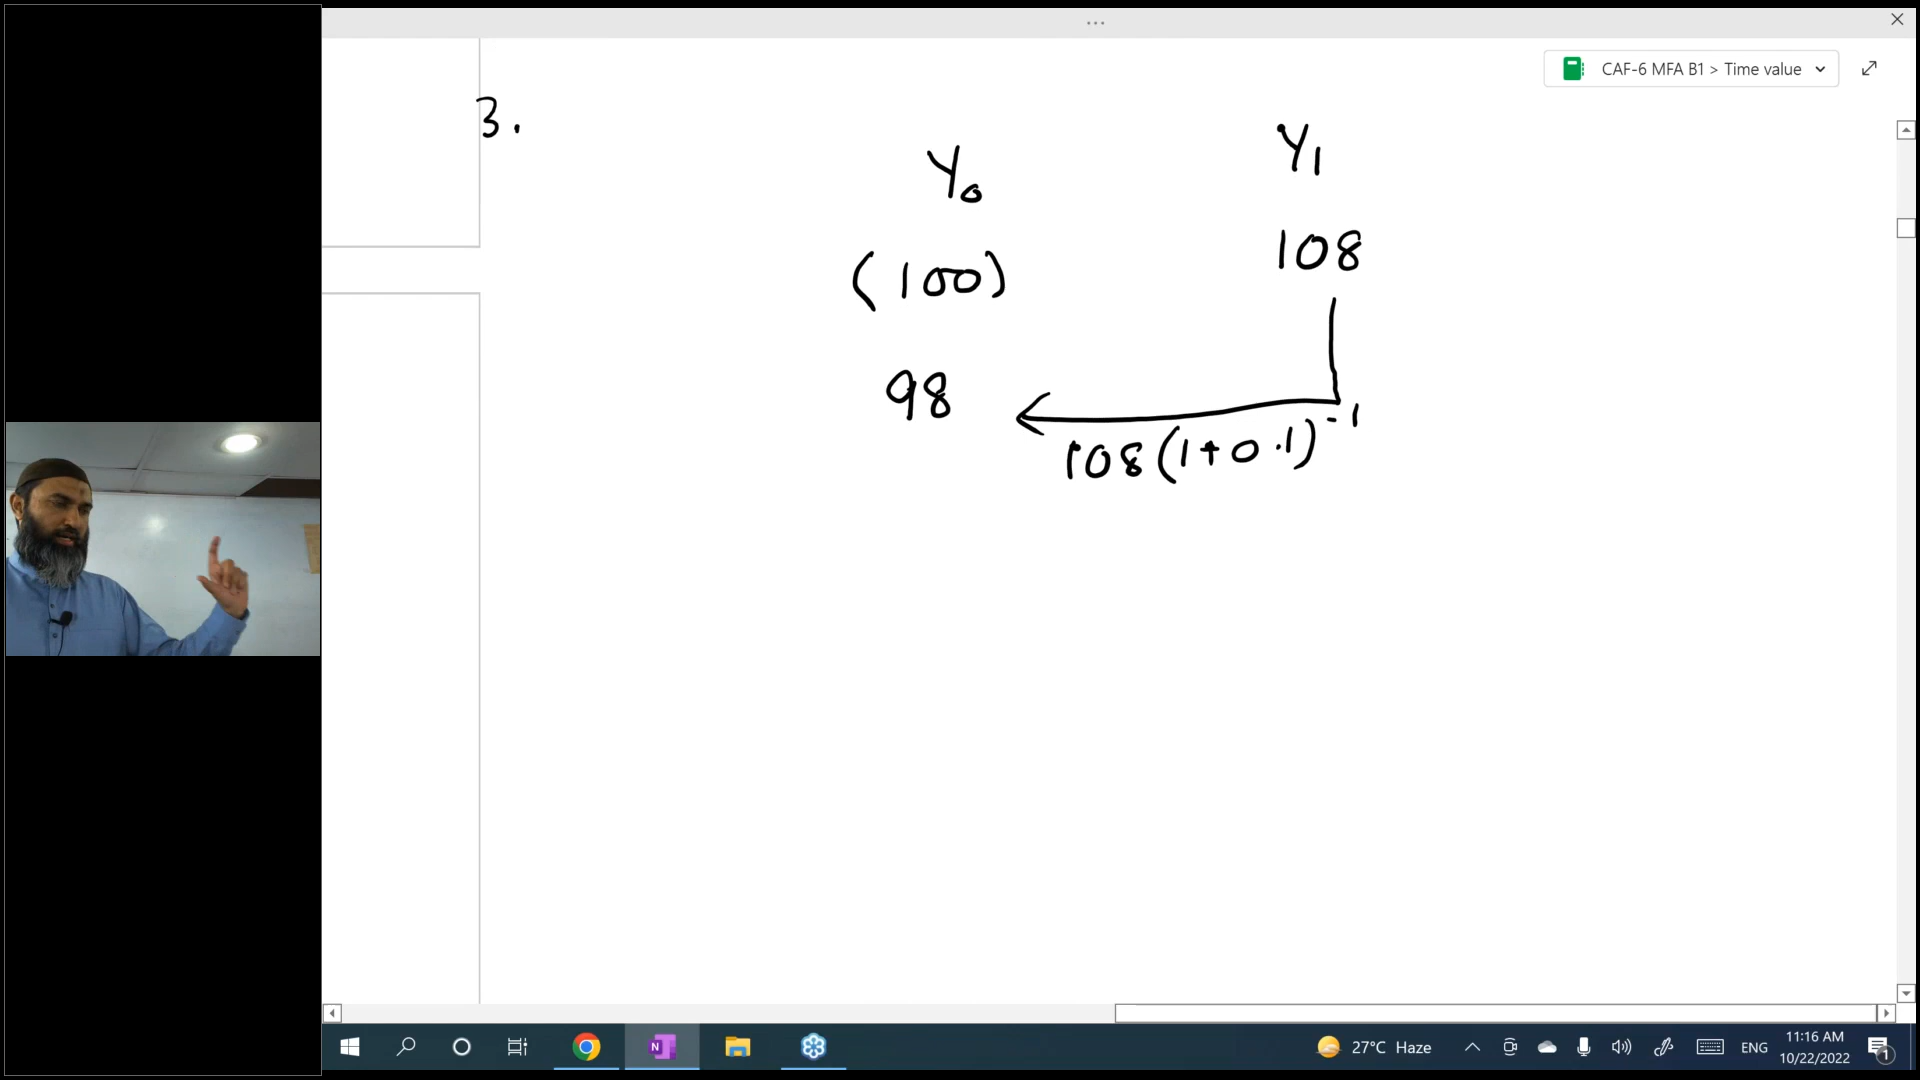 CAF-6 MFA B1 > Time value
3.
Y₀ Y₁
(100) 108
98
108(1+0.1)⁻¹
N
27°C Haze
ENG
11:16 AM
10/22/2022
1